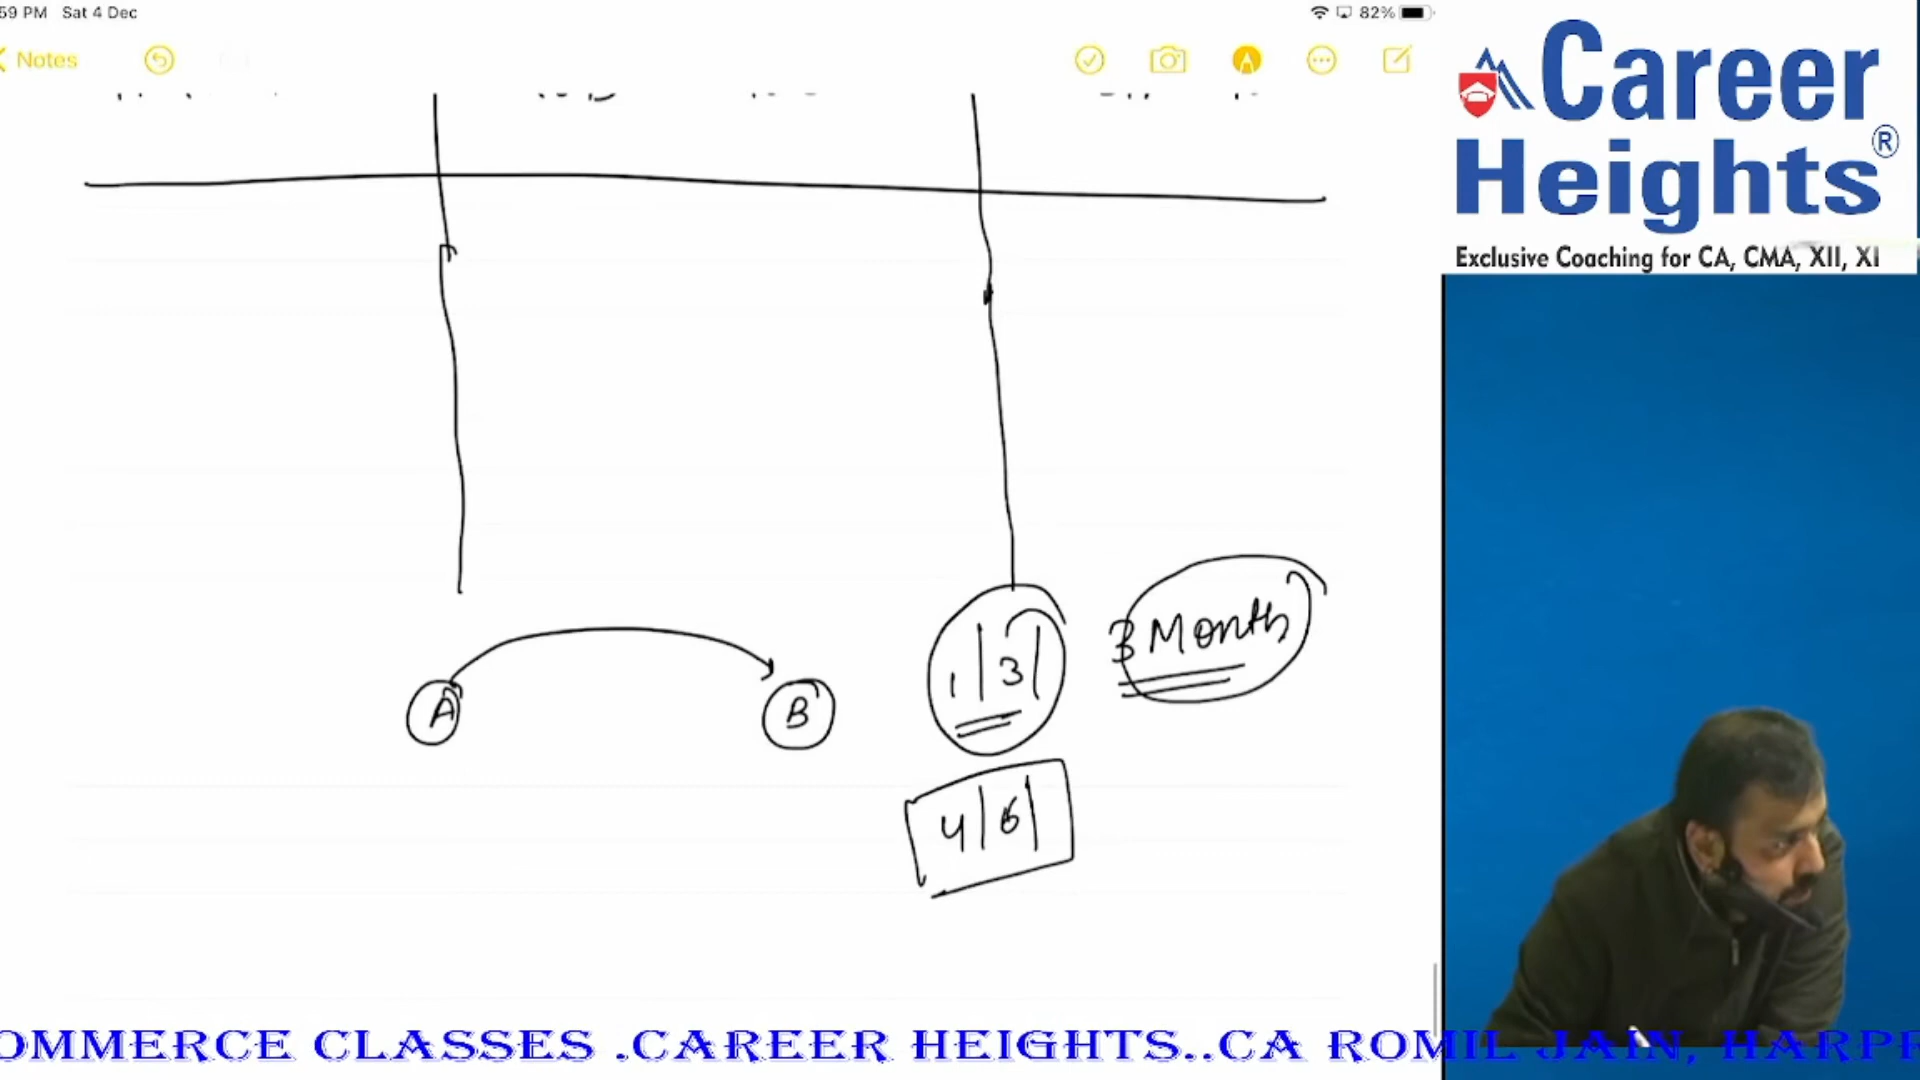 :59 PM Sat 4 Dec
82%
Notes
Career
Heights®
Exclusive Coaching for CA, CMA, XII, XI
1|3| 3 Month
A B
4|6|
OMMERCE CLASSES .CAREER HEIGHTS..CA ROMIL JAIN, HARPR